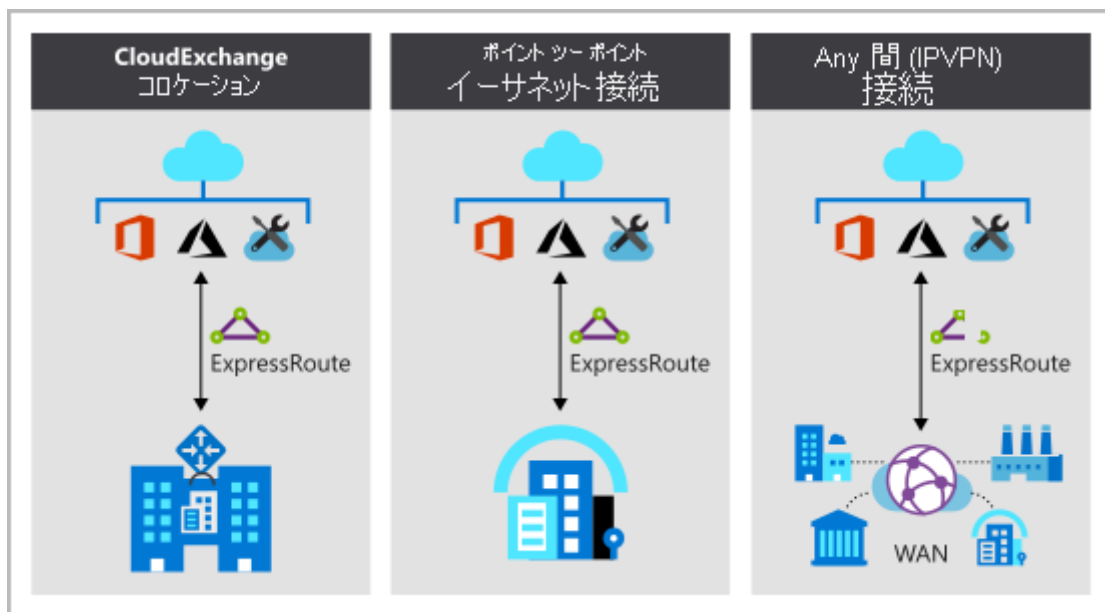 CloudExchange
コロケーション
ExpressRoute
ポイント ツー ポイント
イーサネット接続
ExpressRoute
Any 間 (IPVPN)
接続
ExpressRoute
WAN